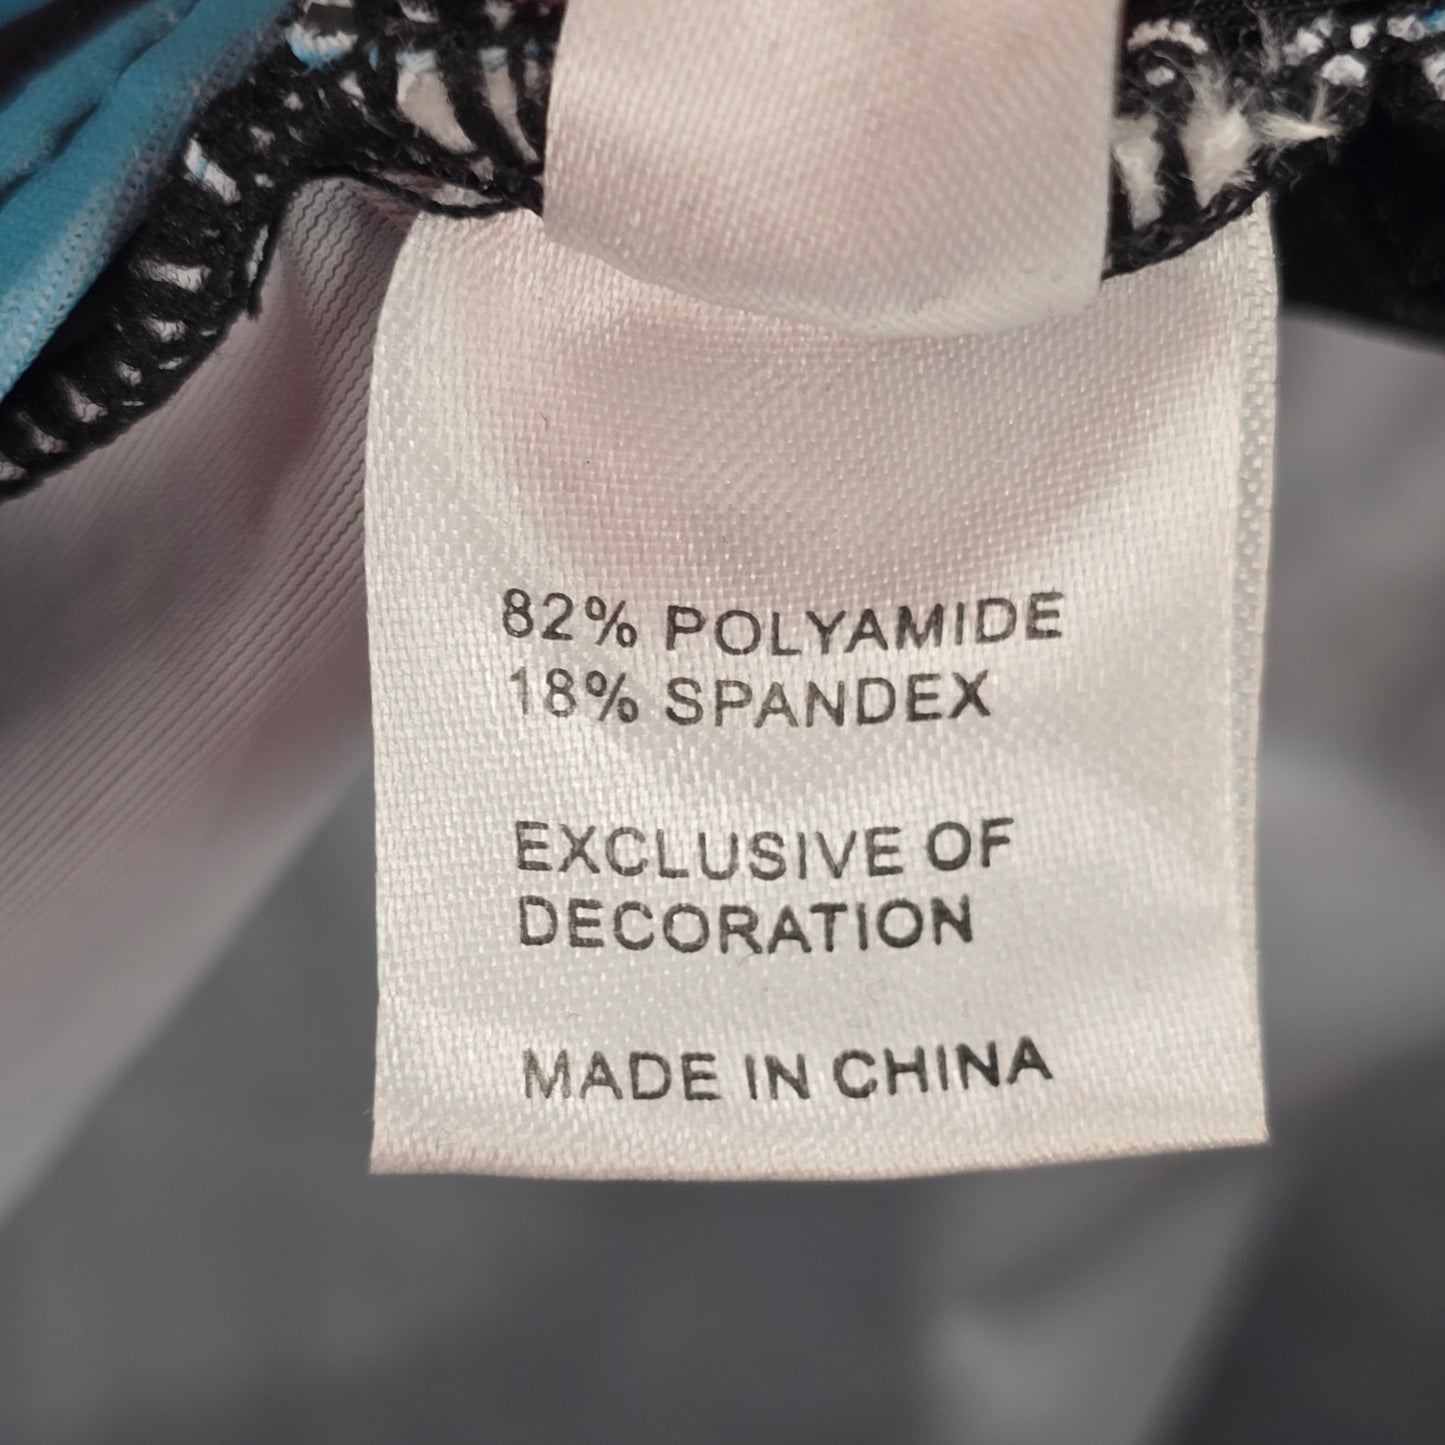 82% POLYAMIDE
18% SPANDEX
EXCLUSIVE OF
DECORATION
MADE IN CHINA